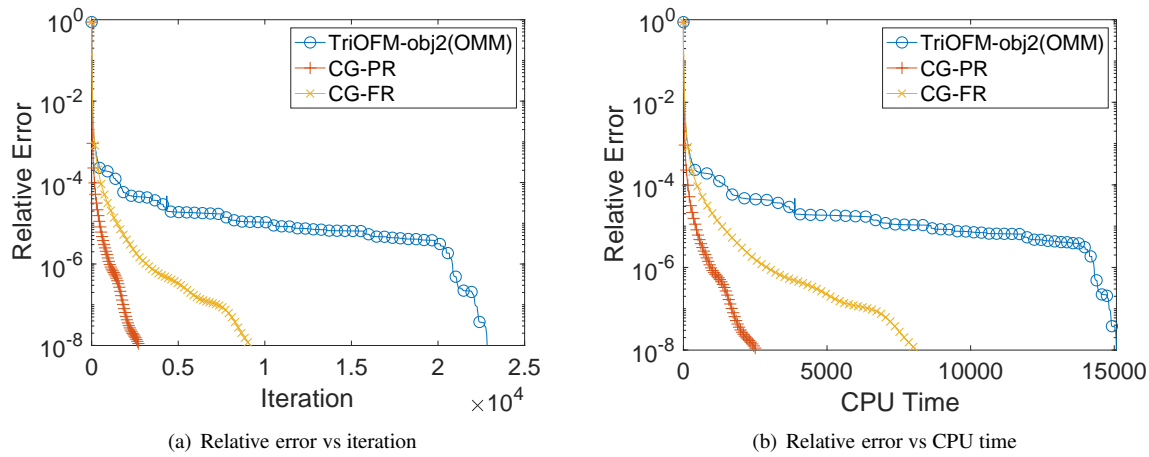 10^0
10^-2
10^-4
10^-6
10^-8
Relative Error
0
0.5
1
1.5
2
2.5
×10^4
Iteration
TriOFM-obj2(OMM)
CG-PR
CG-FR
(a) Relative error vs iteration
10^0
10^-2
10^-4
10^-6
10^-8
Relative Error
0
5000
10000
15000
CPU Time
TriOFM-obj2(OMM)
CG-PR
CG-FR
(b) Relative error vs CPU time